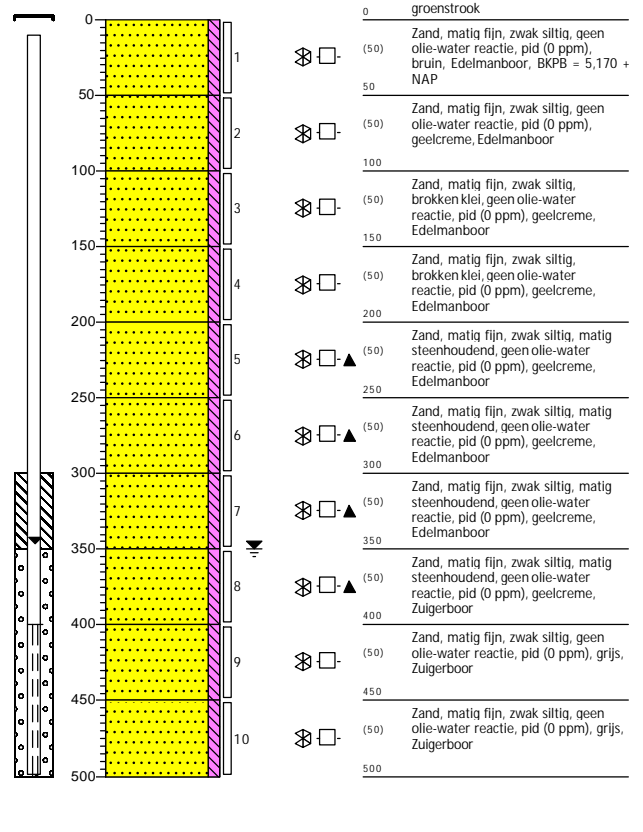 0
0
groenstrook
1
(50)
Zand, matig fijn, zwak siltig, geen
olie-water reactie, pid (0 ppm),
bruin, Edelmanboor, BKPB = 5,170 +
NAP
50
50
2
(50)
Zand, matig fijn, zwak siltig, geen
olie-water reactie, pid (0 ppm),
geelcreme, Edelmanboor
100
100
3
(50)
Zand, matig fijn, zwak siltig,
brokken klei, geen olie-water
reactie, pid (0 ppm), geelcreme,
Edelmanboor
150
150
4
(50)
Zand, matig fijn, zwak siltig,
brokken klei, geen olie-water
reactie, pid (0 ppm), geelcreme,
Edelmanboor
200
200
5
(50)
Zand, matig fijn, zwak siltig, matig
steenhoudend, geen olie-water
reactie, pid (0 ppm), geelcreme,
Edelmanboor
250
250
6
(50)
Zand, matig fijn, zwak siltig, matig
steenhoudend, geen olie-water
reactie, pid (0 ppm), geelcreme,
Edelmanboor
300
300
7
(50)
Zand, matig fijn, zwak siltig, matig
steenhoudend, geen olie-water
reactie, pid (0 ppm), geelcreme,
Edelmanboor
350
350
8
(50)
Zand, matig fijn, zwak siltig, matig
steenhoudend, geen olie-water
reactie, pid (0 ppm), geelcreme,
Zuigerboor
400
400
9
(50)
Zand, matig fijn, zwak siltig, geen
olie-water reactie, pid (0 ppm), grijs,
Zuigerboor
450
450
10
(50)
Zand, matig fijn, zwak siltig, geen
olie-water reactie, pid (0 ppm), grijs,
Zuigerboor
500
500